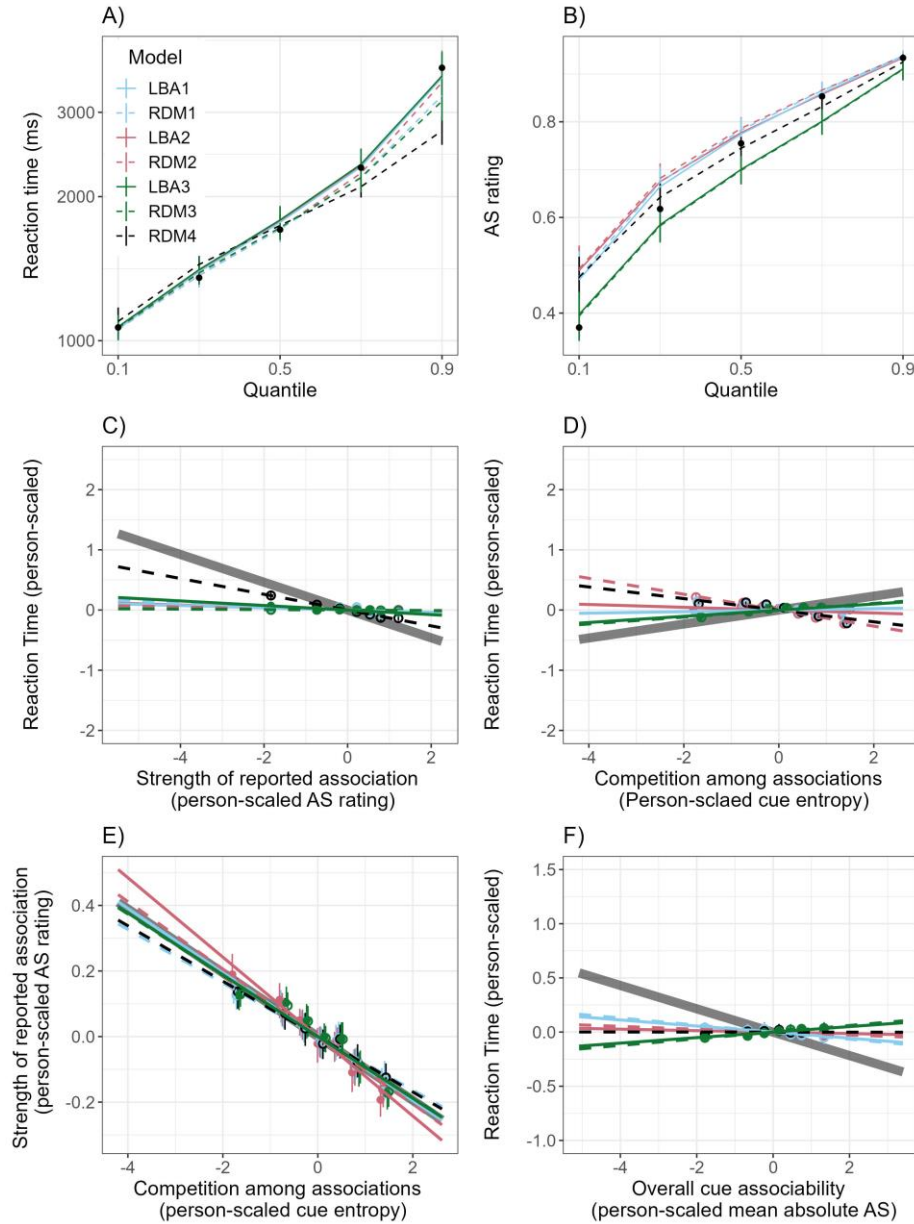 A)
Reaction time (ms)
3000
2000
1000
Model
LBA1
RDM1
LBA2
RDM2
LBA3
RDM3
RDM4
0.1
0.5
0.9
Quantile
B)
AS rating
0.8
0.6
0.4
0.1
0.5
0.9
Quantile
C)
Reaction Time (person-scaled)
2
1
0
-1
-2
-4
-2
0
2
Strength of reported association
(person-scaled AS rating)
D)
Reaction Time (person-scaled)
2
1
0
-1
-2
-4
-2
0
2
Competition among associations
(Person-sclaed cue entropy)
E)
Strength of reported association
(person-scaled AS rating)
0.4
0.2
0.0
-0.2
-4
-2
0
2
Competition among associations
(person-scaled cue entropy)
F)
Reaction Time (person-scaled)
1.5
1.0
0.5
0.0
-0.5
-1.0
-4
-2
0
2
Overall cue associability
(person-scaled mean absolute AS)